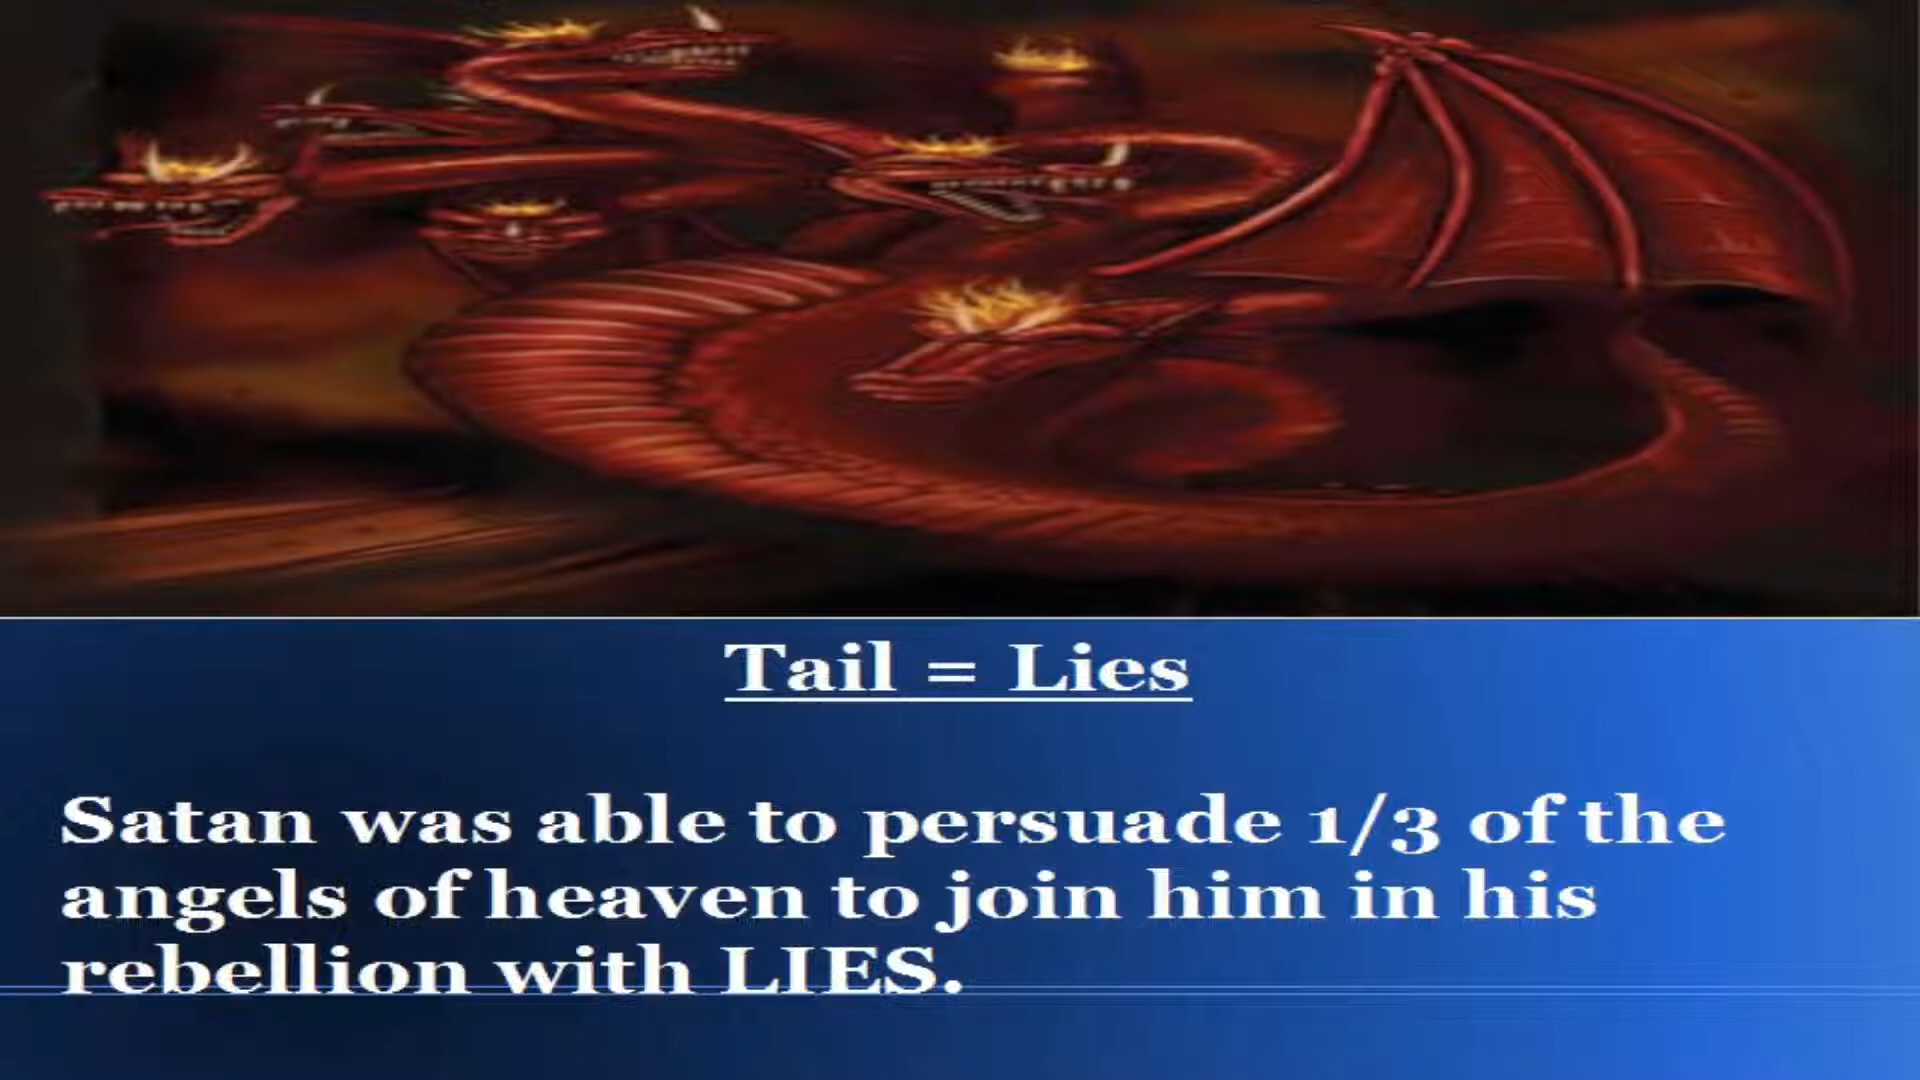 Tail = Lies
Satan was able to persuade 1/3 of the
angels of heaven to join him in his
rebellion with LIES.